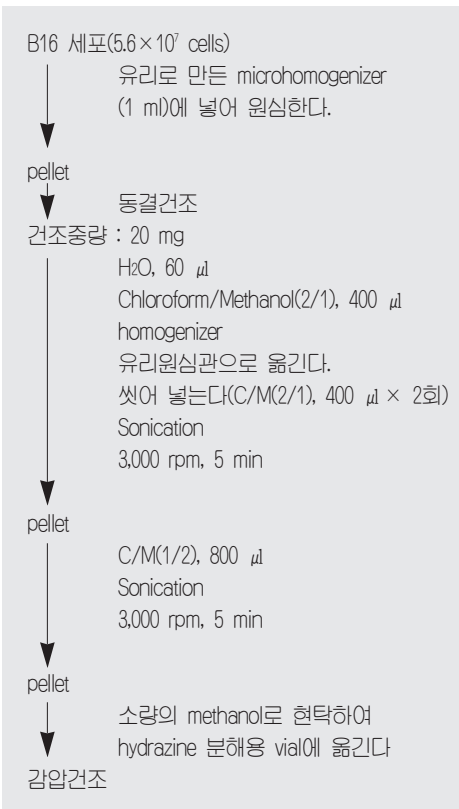 B16 세포(5.6×10⁷ cells)
유리로 만든 microhomogenizer
(1 ml)에 넣어 원심한다.
pellet
동결건조
건조중량 : 20 mg
H₂O, 60 ㎕
Chloroform/Methanol(2/1), 400 ㎕
homogenizer
유리원심관으로 옮긴다.
씻어 넣는다(C/M(2/1), 400 ㎕ × 2회)
Sonication
3,000 rpm, 5 min
pellet
C/M(1/2), 800 ㎕
Sonication
3,000 rpm, 5 min
pellet
소량의 methanol로 현탁하여
hydrazine 분해용 vial에 옮긴다
감압건조